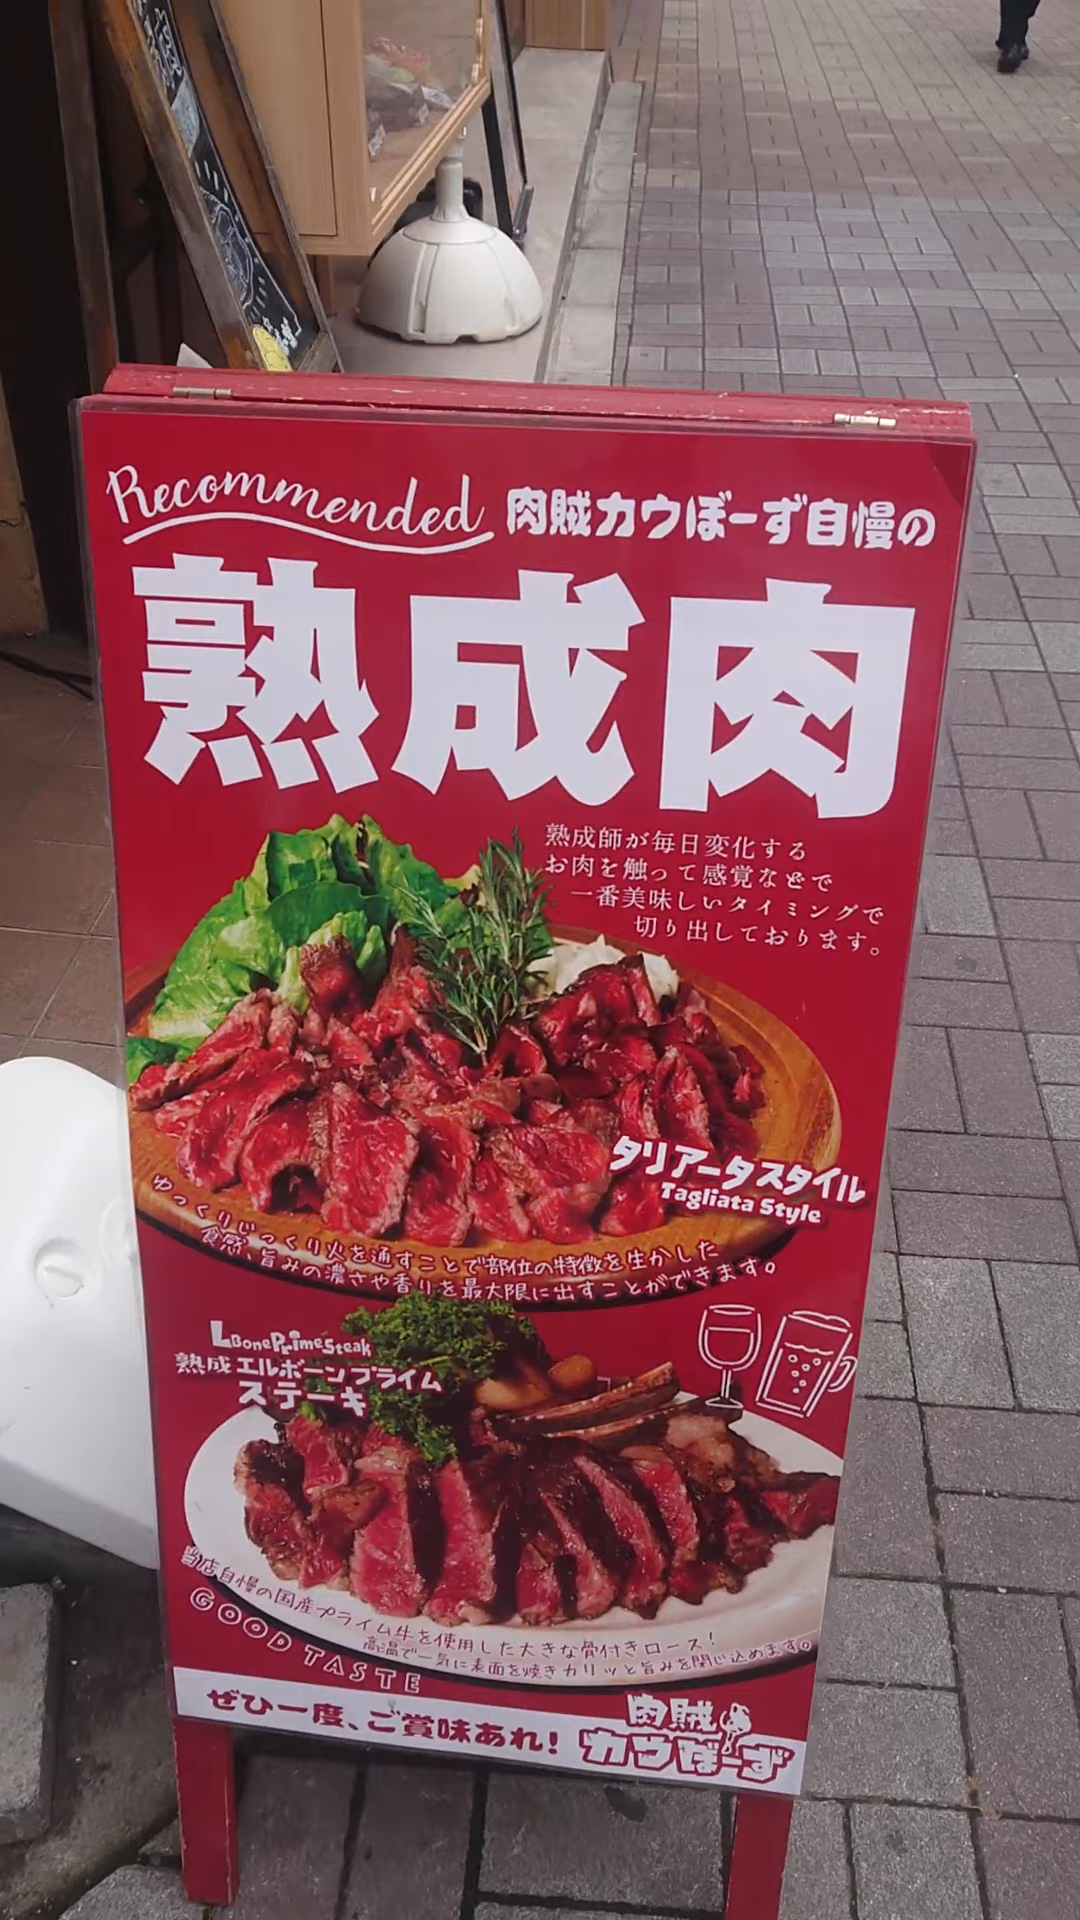 Recommended
肉賊カウぼーず自慢の
熟成肉
熟成師が毎日変化する
お肉を触って感覚などで
一番美味しいタイミングで
切り出しております。
タリアータスタイル
Tagliata Style
ゆっくりじっくり火を通すことで部位の特徴を生かした
食感、旨みの濃さや香りを最大限に出すことができます。
LBonePrimeSteak
熟成エルボーンプライム
ステーキ
当店自慢の国産プライム牛を使用した大きな骨付きロース!
高温で一気に表面を焼きカリッと旨みを閉じ込めます。
GOOD TASTE
ぜひ一度、ご賞味あれ!
肉賊
カウぼーず